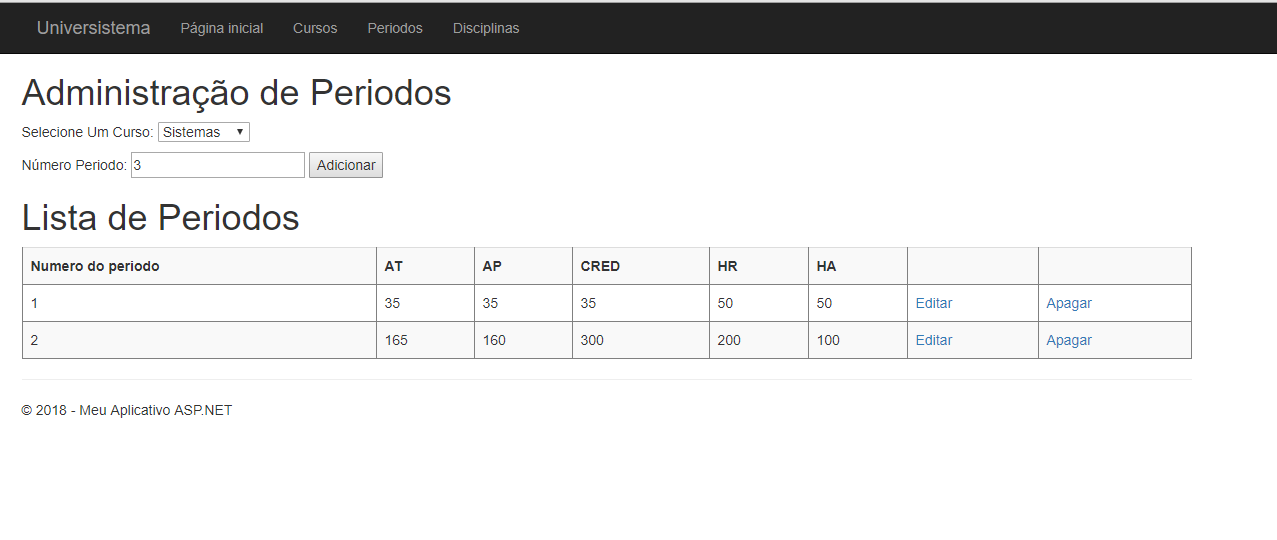 Universistema Página inicial Cursos Periodos Disciplinas
Administração de Periodos
Selecione Um Curso: Sistemas
Número Periodo: 3 Adicionar
Lista de Periodos
Numero do periodo AT AP CRED HR HA
1 35 35 35 50 50 Editar Apagar
2 165 160 300 200 100 Editar Apagar
© 2018 - Meu Aplicativo ASP.NET